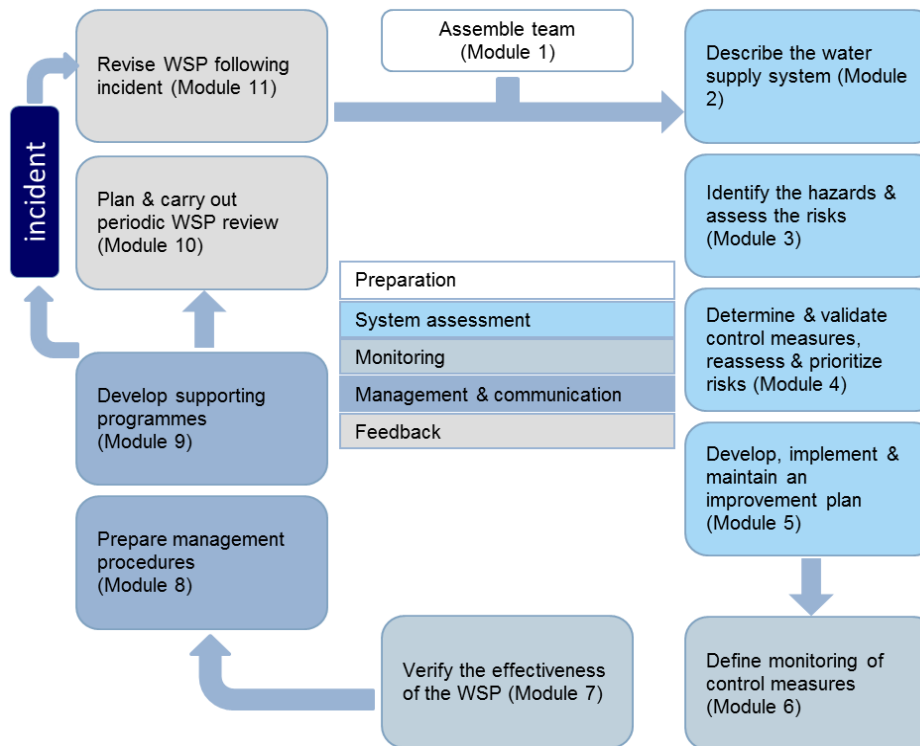 Assemble team
(Module 1)
Revise WSP following
incident (Module 11)
Describe the water
supply system (Module
2)
incident
Plan & carry out
periodic WSP review
(Module 10)
Identify the hazards &
assess the risks
(Module 3)
Preparation
System assessment
Monitoring
Management & communication
Feedback
Determine & validate
control measures,
reassess & prioritize
risks (Module 4)
Develop supporting
programmes
(Module 9)
Develop, implement &
maintain an
improvement plan
(Module 5)
Prepare management
procedures
(Module 8)
Verify the effectiveness
of the WSP (Module 7)
Define monitoring of
control measures
(Module 6)